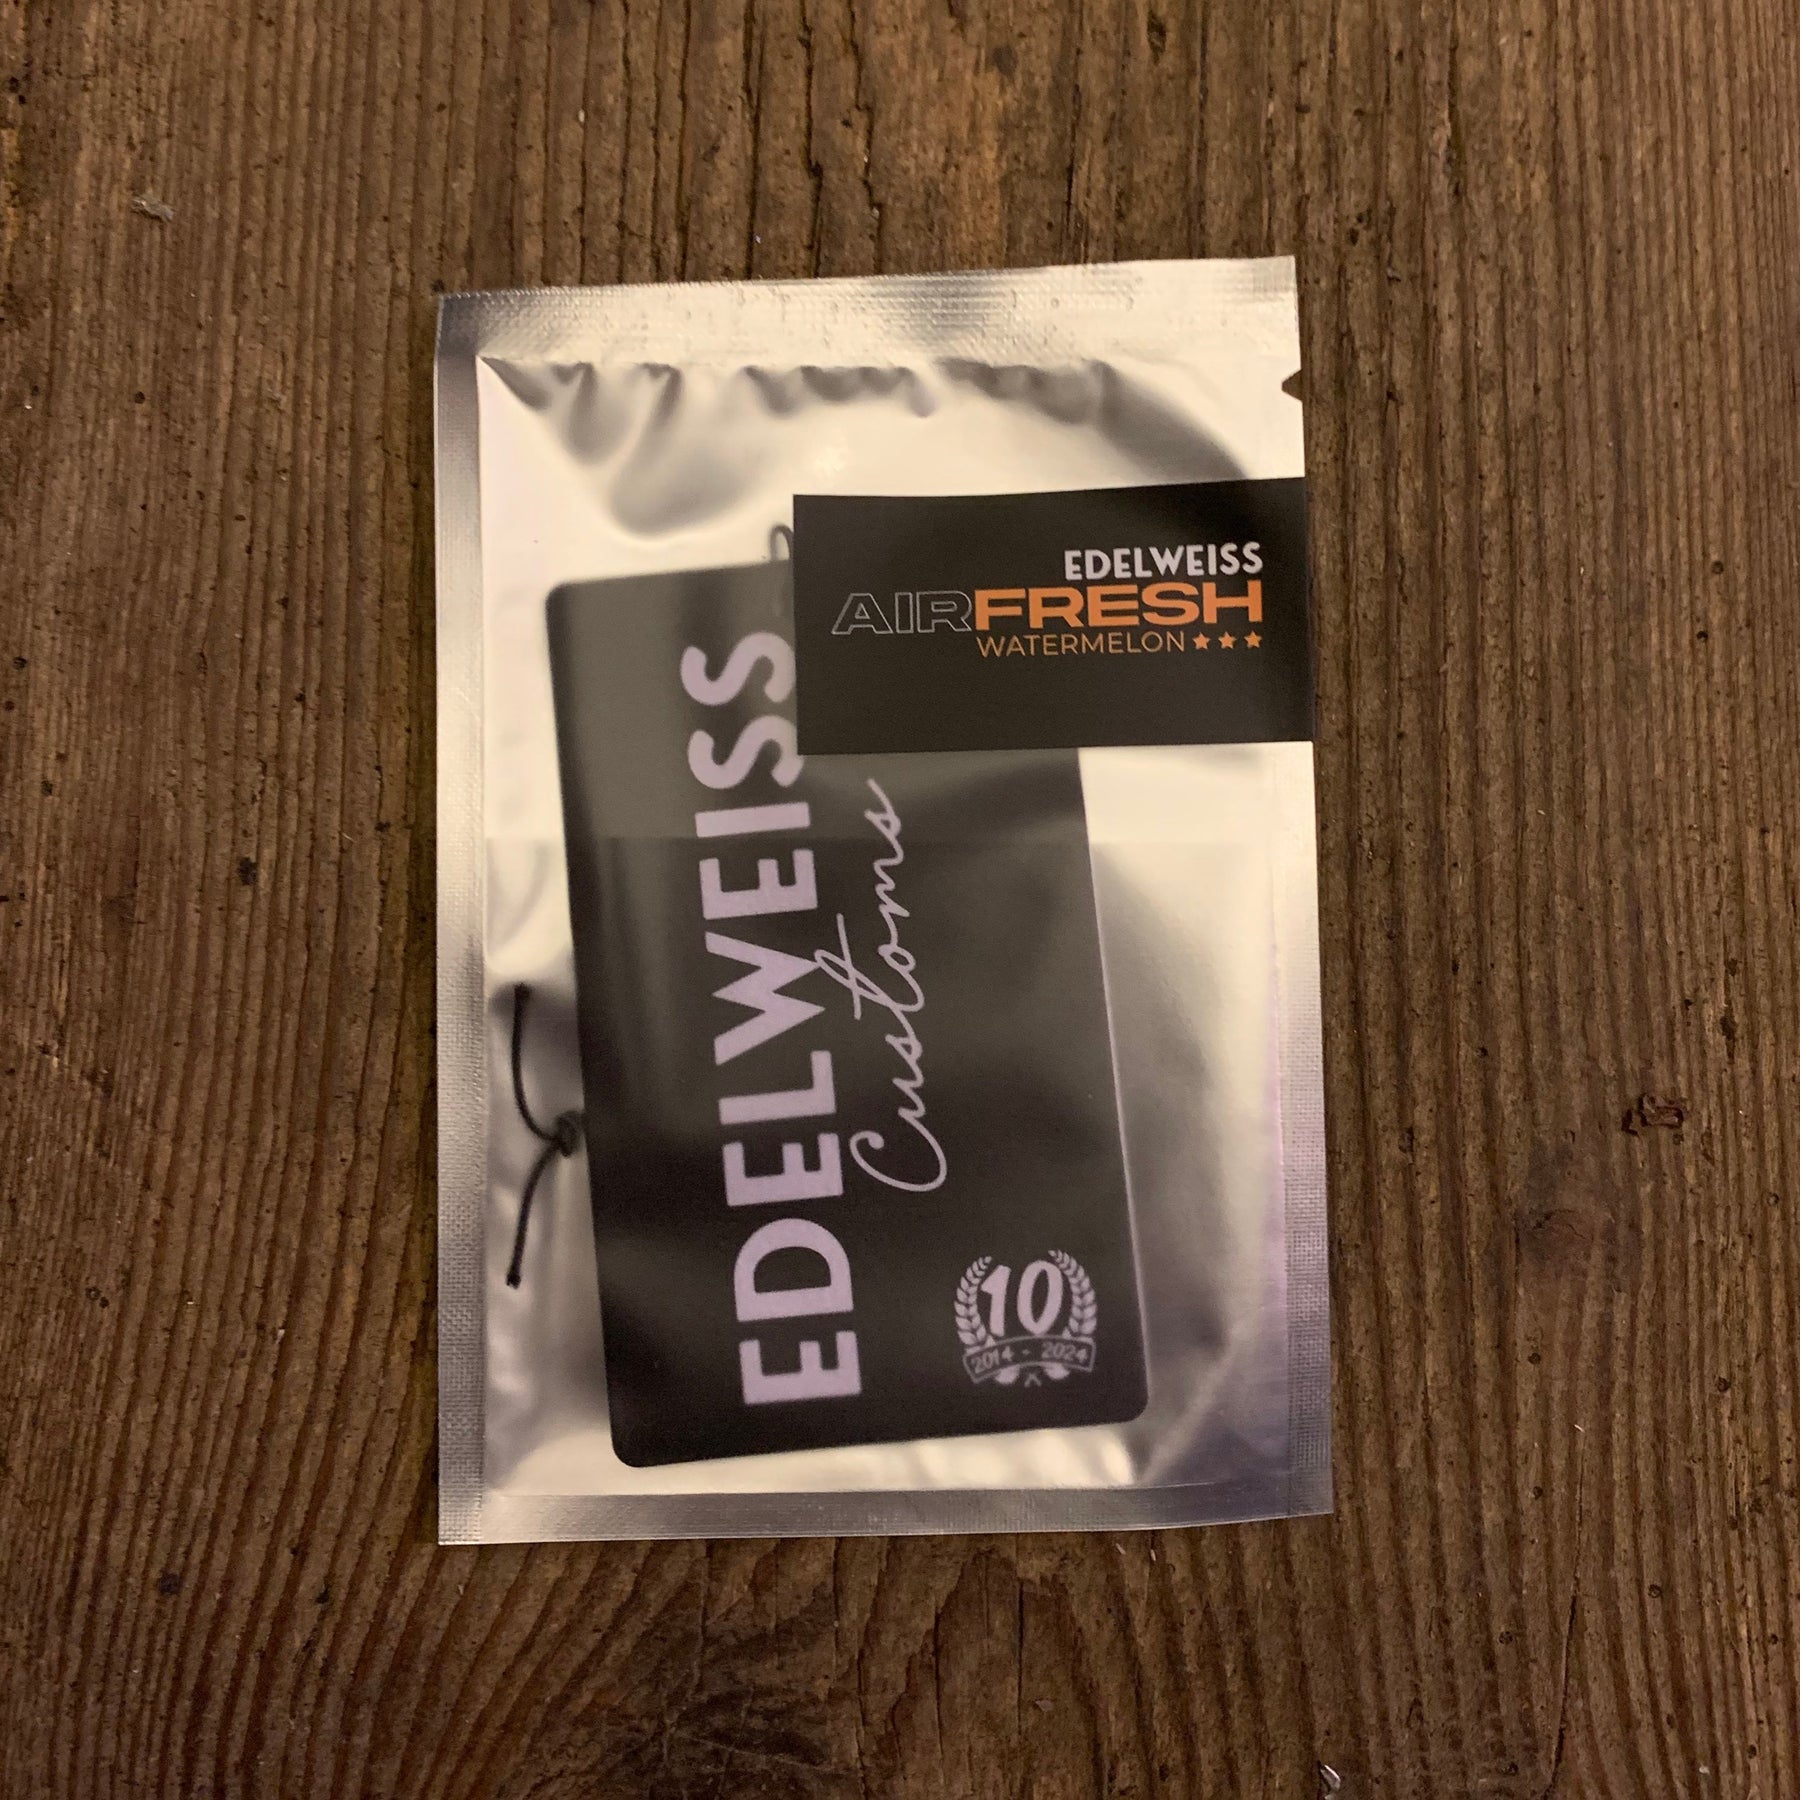 EDELWEISS
AIRFRESH
WATERMELON ★★★
EDELWEISS
Customs
10
2014 - 2024